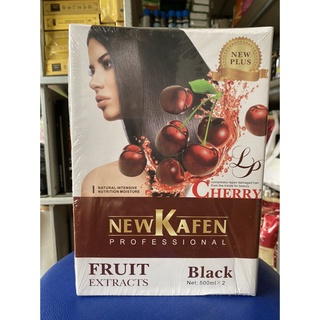 NEW
PLUS
LP
CHERRY
NATURAL INTENSIVE
NUTRITION MOISTURE
NEWKAFEN
PROFESSIONAL
FRUIT
EXTRACTS
Black
Net: 500ml×2